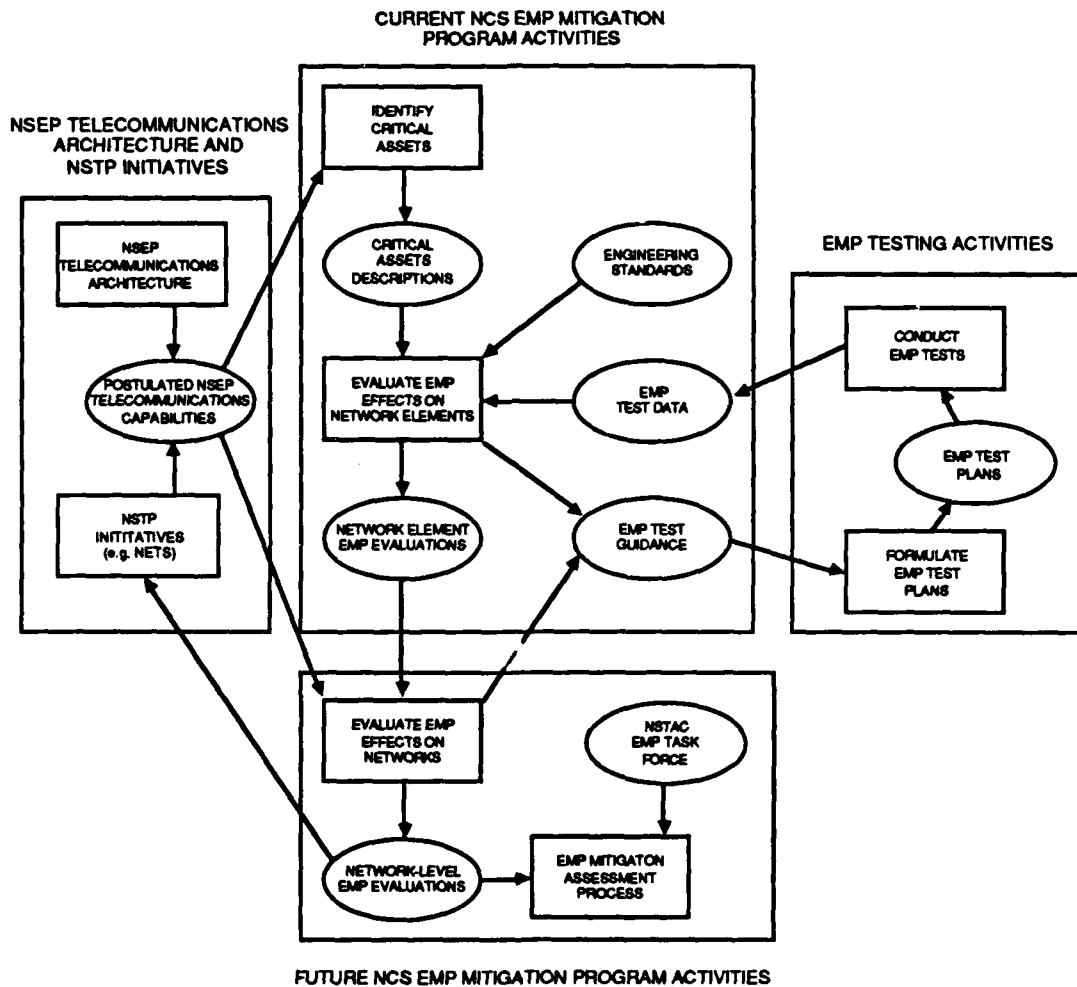 CURRENT NCS EMP MITIGATION
PROGRAM ACTIVITIES
NSEP TELECOMMUNICATIONS
ARCHITECTURE AND
NSTP INITIATIVES
NSEP
TELECOMMUNICATIONS
ARCHITECTURE
POSTULATED NSEP
TELECOMMUNICATIONS
CAPABILITIES
NSTP
INITITATIVES
(e.g. NETS)
IDENTIFY
CRITICAL
ASSETS
CRITICAL
ASSETS
DESCRIPTIONS
ENGINEERING
STANDARDS
EVALUATE EMP
EFFECTS ON
NETWORK ELEMENTS
EMP
TEST DATA
NETWORK ELEMENT
EMP EVALUATIONS
EMP TEST
GUIDANCE
EMP TESTING ACTIVITIES
CONDUCT
EMP TESTS
EMP TEST
PLANS
FORMULATE
EMP TEST
PLANS
EVALUATE EMP
EFFECTS ON
NETWORKS
NSTAC
EMP TASK
FORCE
NETWORK-LEVEL
EMP EVALUATIONS
EMP MITIGATON
ASSESSMENT
PROCESS
FUTURE NCS EMP MITIGATION PROGRAM ACTIVITIES